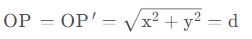 OP = OP′ = √x² + y² = d